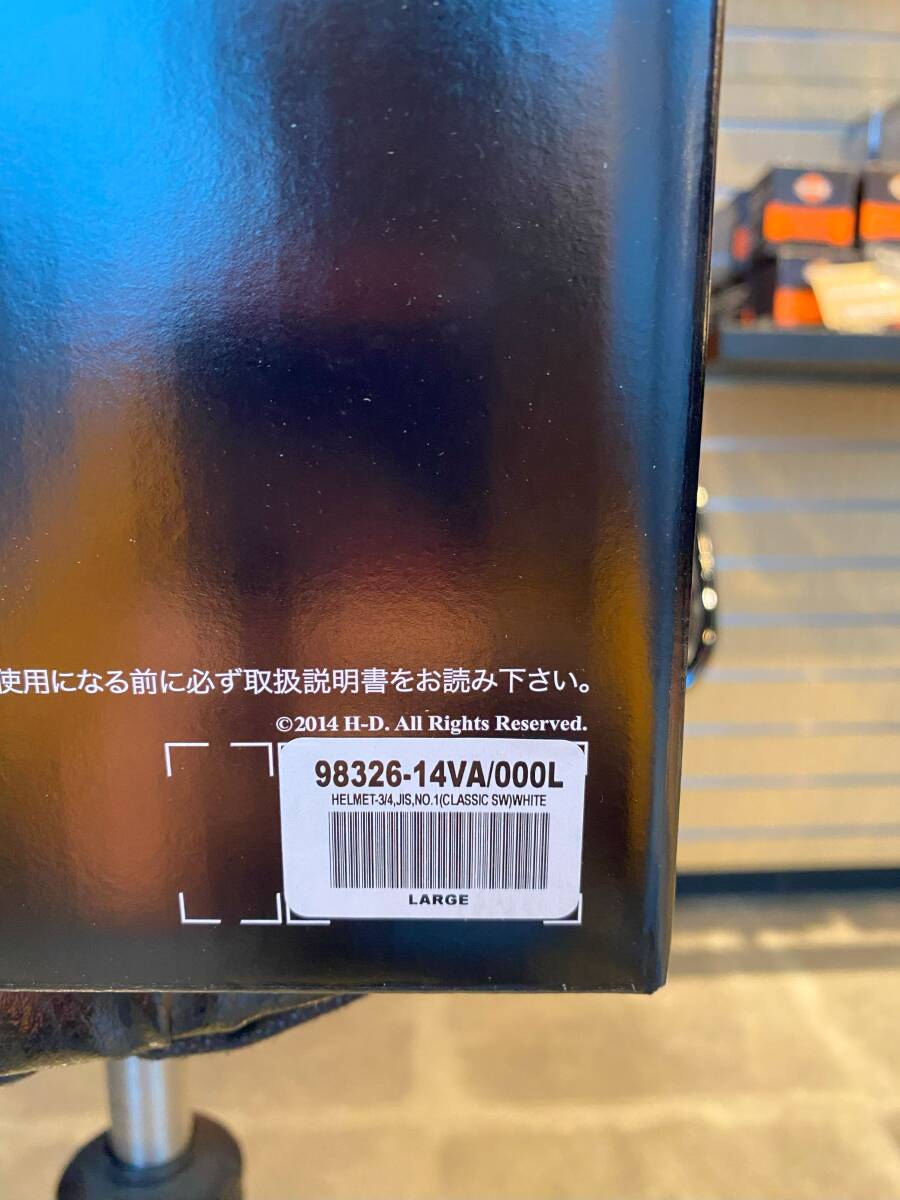 使用になる前に必ず取扱説明書をお読み下さい。
©2014 H-D. All Rights Reserved.
98326-14VA/000L
HELMET-3/4,JIS,NO.1(CLASSIC SW)WHITE
LARGE